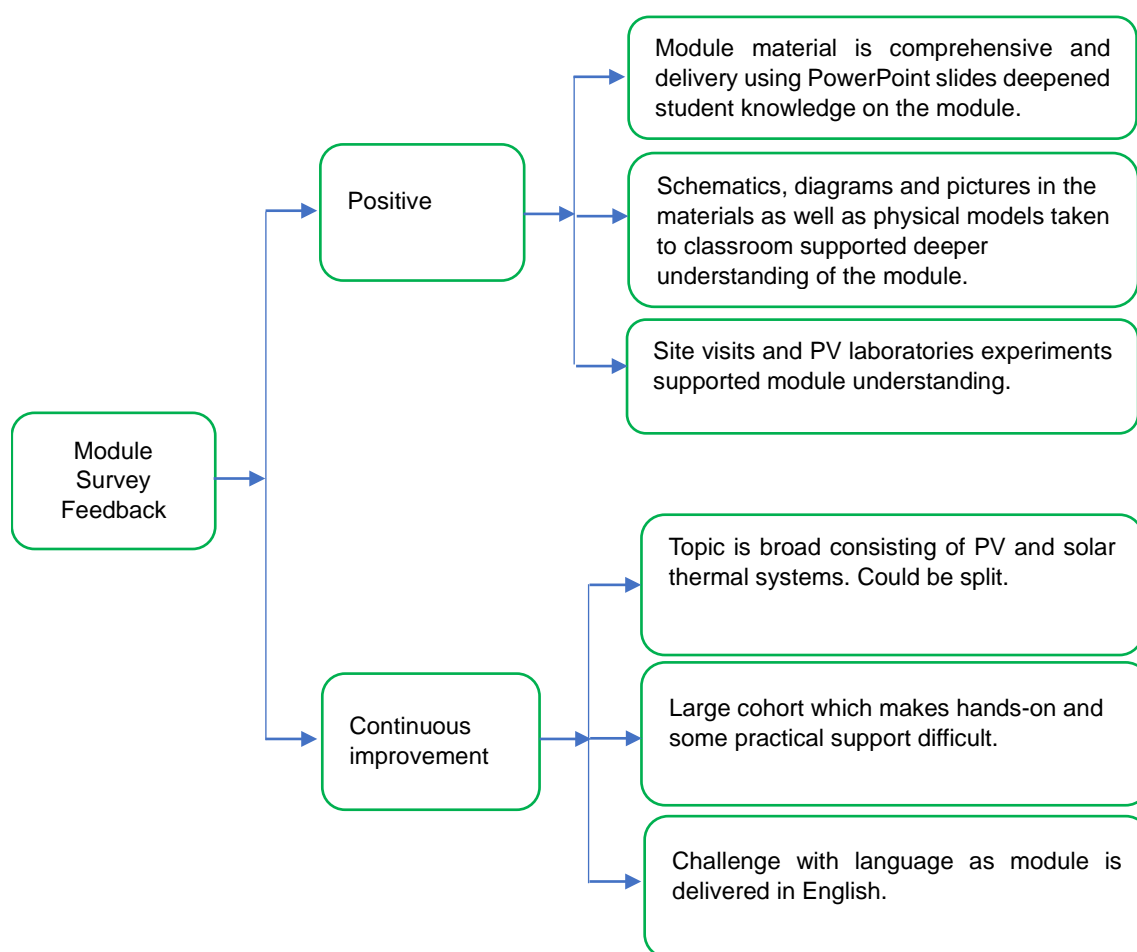 Module
Survey
Feedback
Positive
Module material is comprehensive and
delivery using PowerPoint slides deepened
student knowledge on the module.
Schematics, diagrams and pictures in the
materials as well as physical models taken
to classroom supported deeper
understanding of the module.
Site visits and PV laboratories experiments
supported module understanding.
Continuous
improvement
Topic is broad consisting of PV and solar
thermal systems. Could be split.
Large cohort which makes hands-on and
some practical support difficult.
Challenge with language as module is
delivered in English.